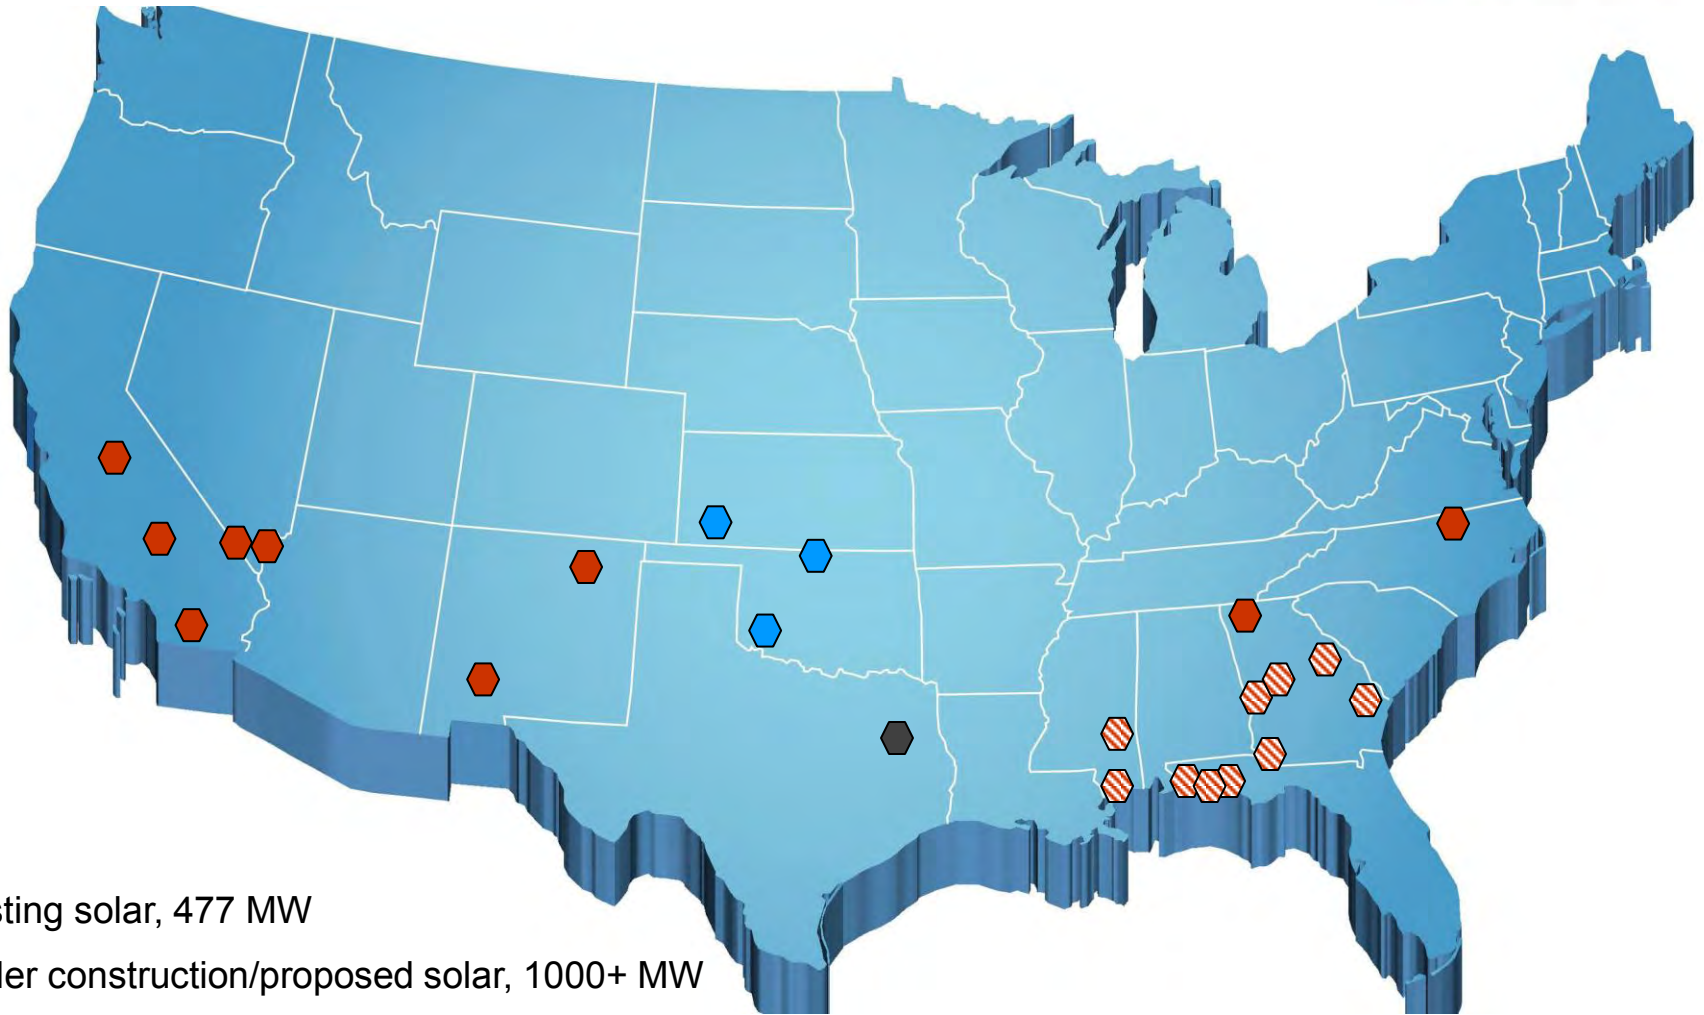 sting solar, 477 MW
der construction/proposed solar, 1000+ MW